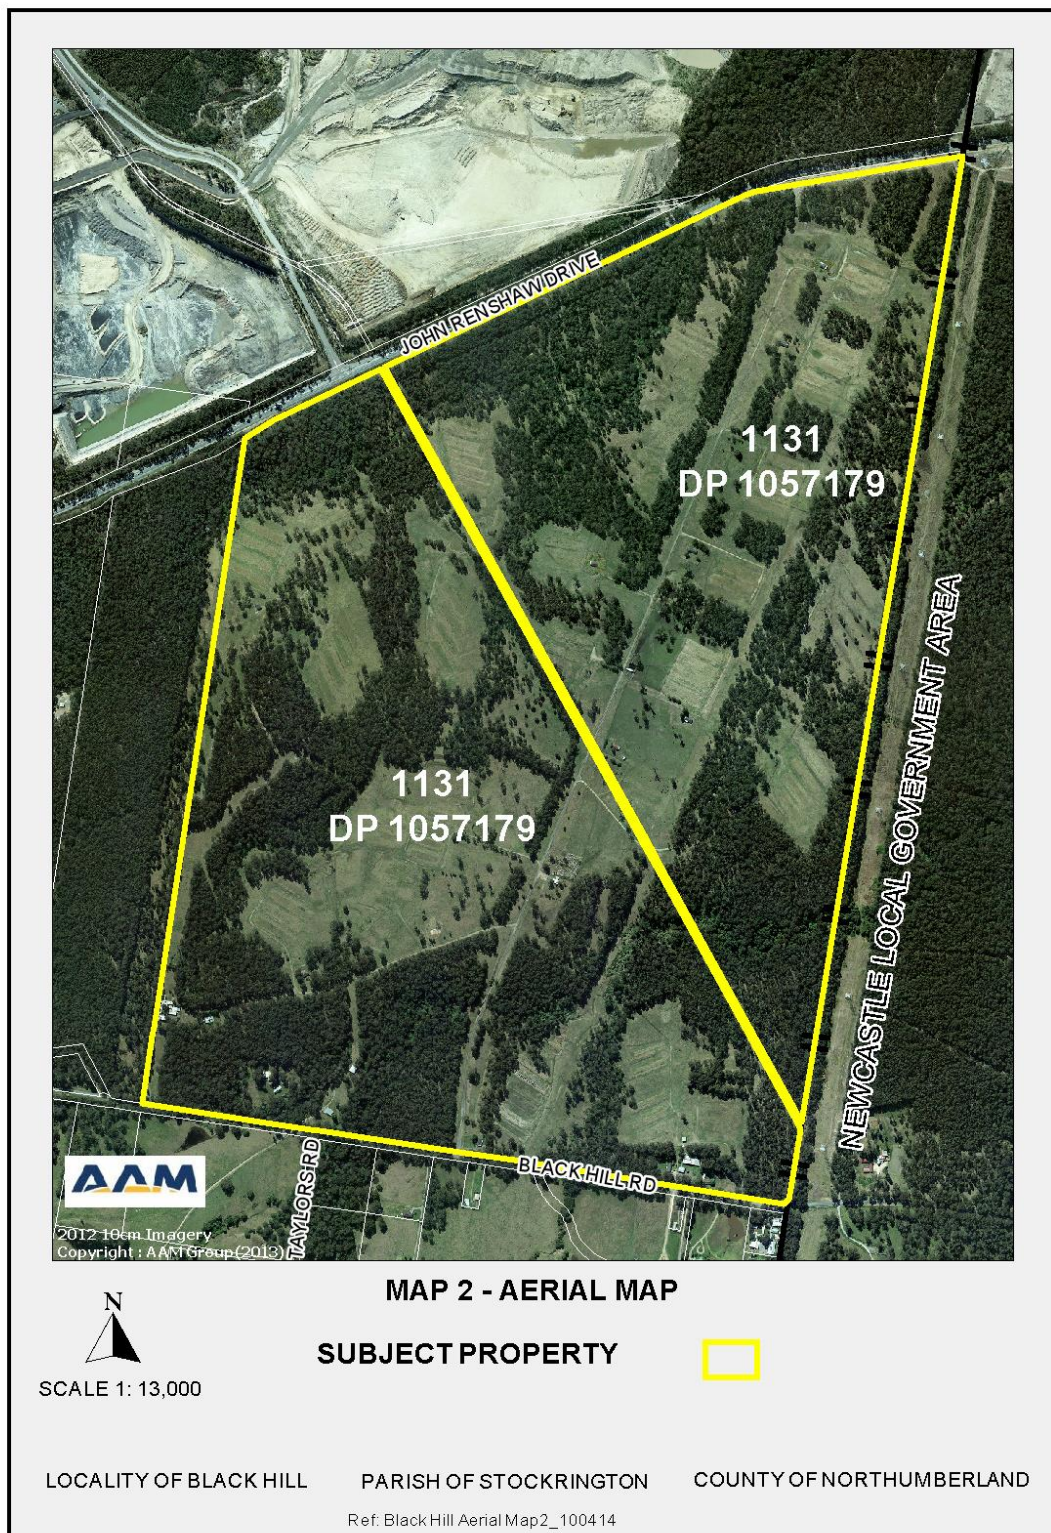 JOHN RENSHAW DRIVE
1131
DP 1057179
1131
DP 1057179
NEWCASTLE LOCAL GOVERNMENT AREA
BLACK HILL RD
TAYLORS RD
AAM
2012 10cm Imagery
Copyright : AAMGroup(2013)
MAP 2 - AERIAL MAP
N
SUBJECT PROPERTY
SCALE 1: 13,000
LOCALITY OF BLACK HILL PARISH OF STOCKRINGTON COUNTY OF NORTHUMBERLAND
Ref: Black Hill Aerial Map2_100414